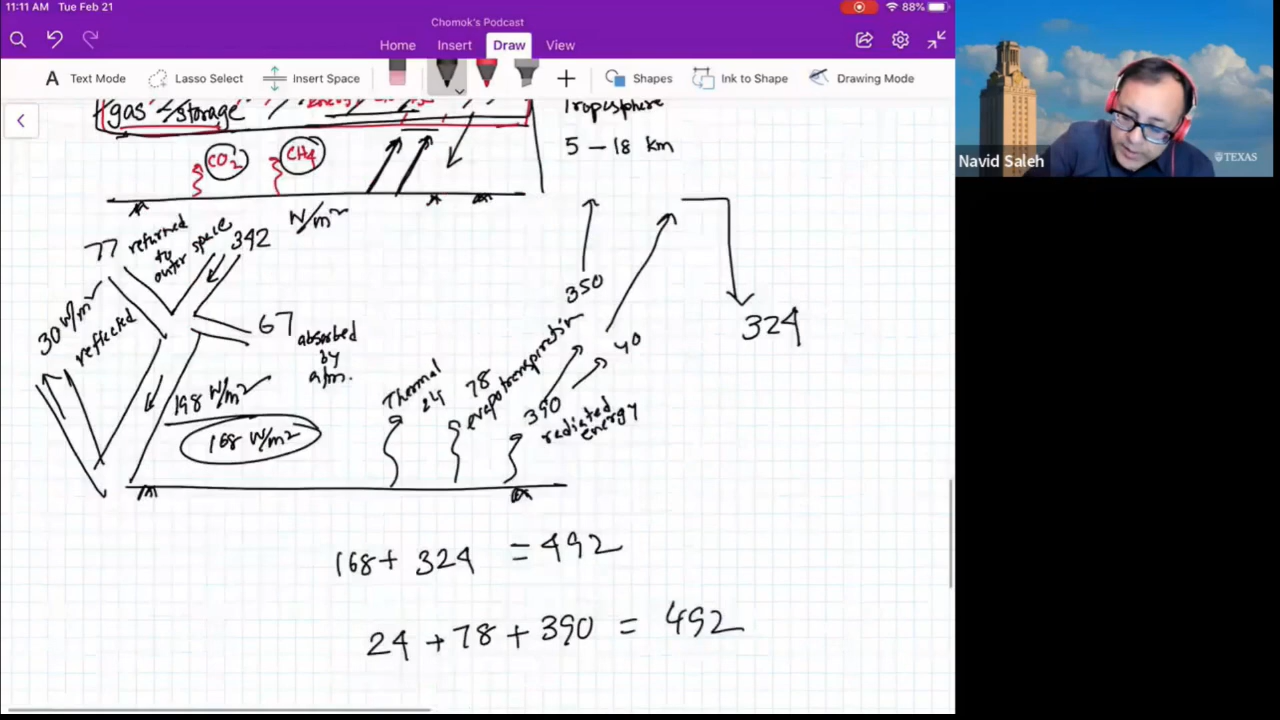 11:11 AM Tue Feb 21
88%
Chomok's Podcast
Home Insert Draw View
A Text Mode Lasso Select Insert Space Shapes Ink to Shape Drawing Mode
gas storage
Troposphere
5 – 18 km
CO2
CH4
W/m²
77 returned to outer space
342
30 W/m² reflected
67
absorbed
by
atm.
198 W/m²
168 W/m2
Thermal
24
78
evapotranspiration
350
390
radiated
energy
40
324
168 + 324 = 492
24 + 78 + 390 = 492
Navid Saleh
TEXAS